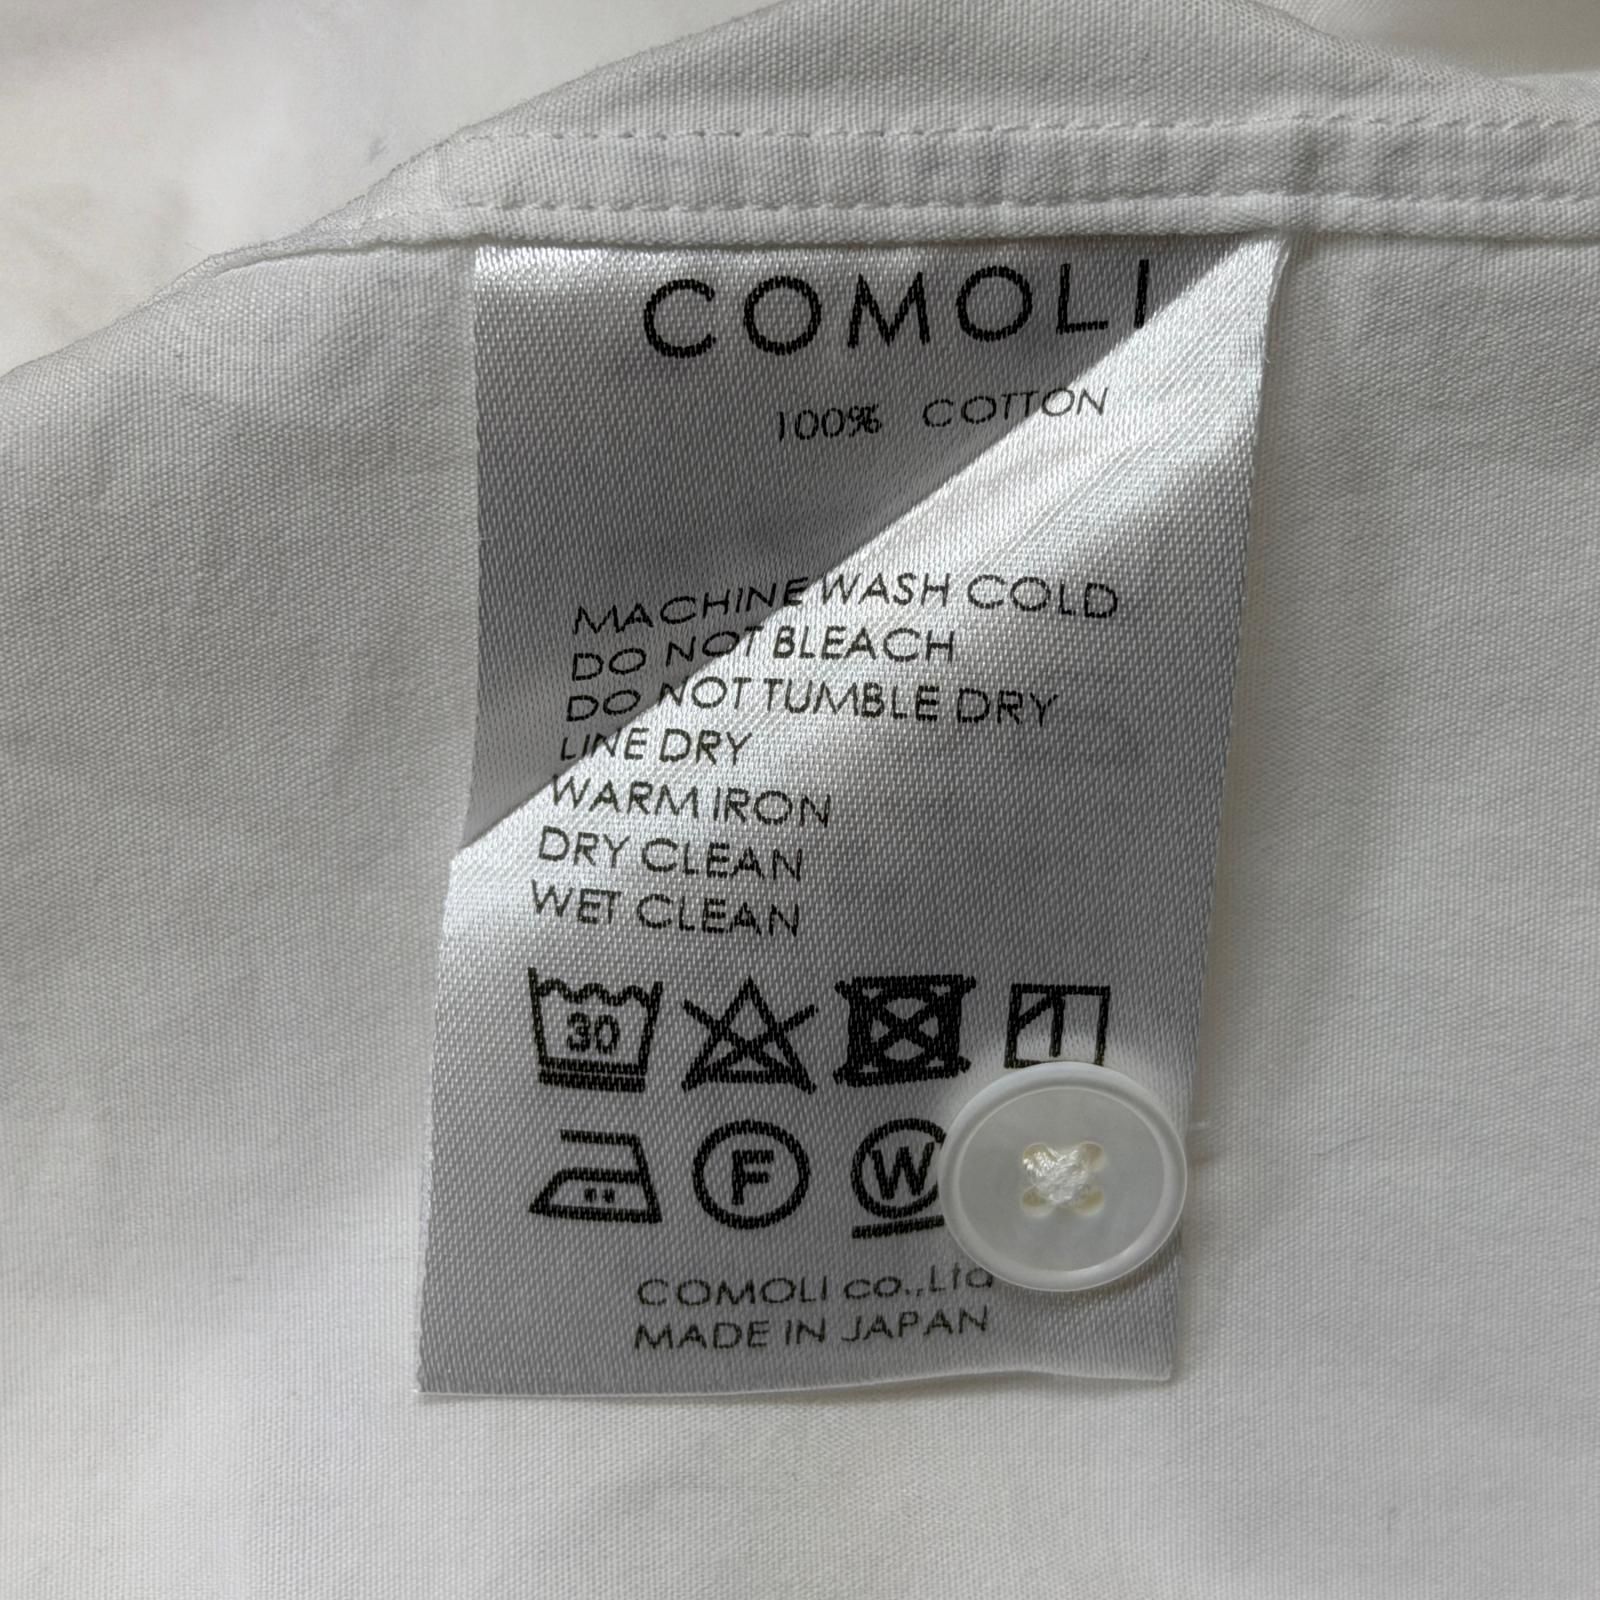 COMOLI
100% COTTON
MACHINE WASH COLD
DO NOT BLEACH
DO NOT TUMBLE DRY
LINE DRY
WARM IRON
DRY CLEAN
WET CLEAN
30
F W
COMOLI co.,Ltd
MADE IN JAPAN